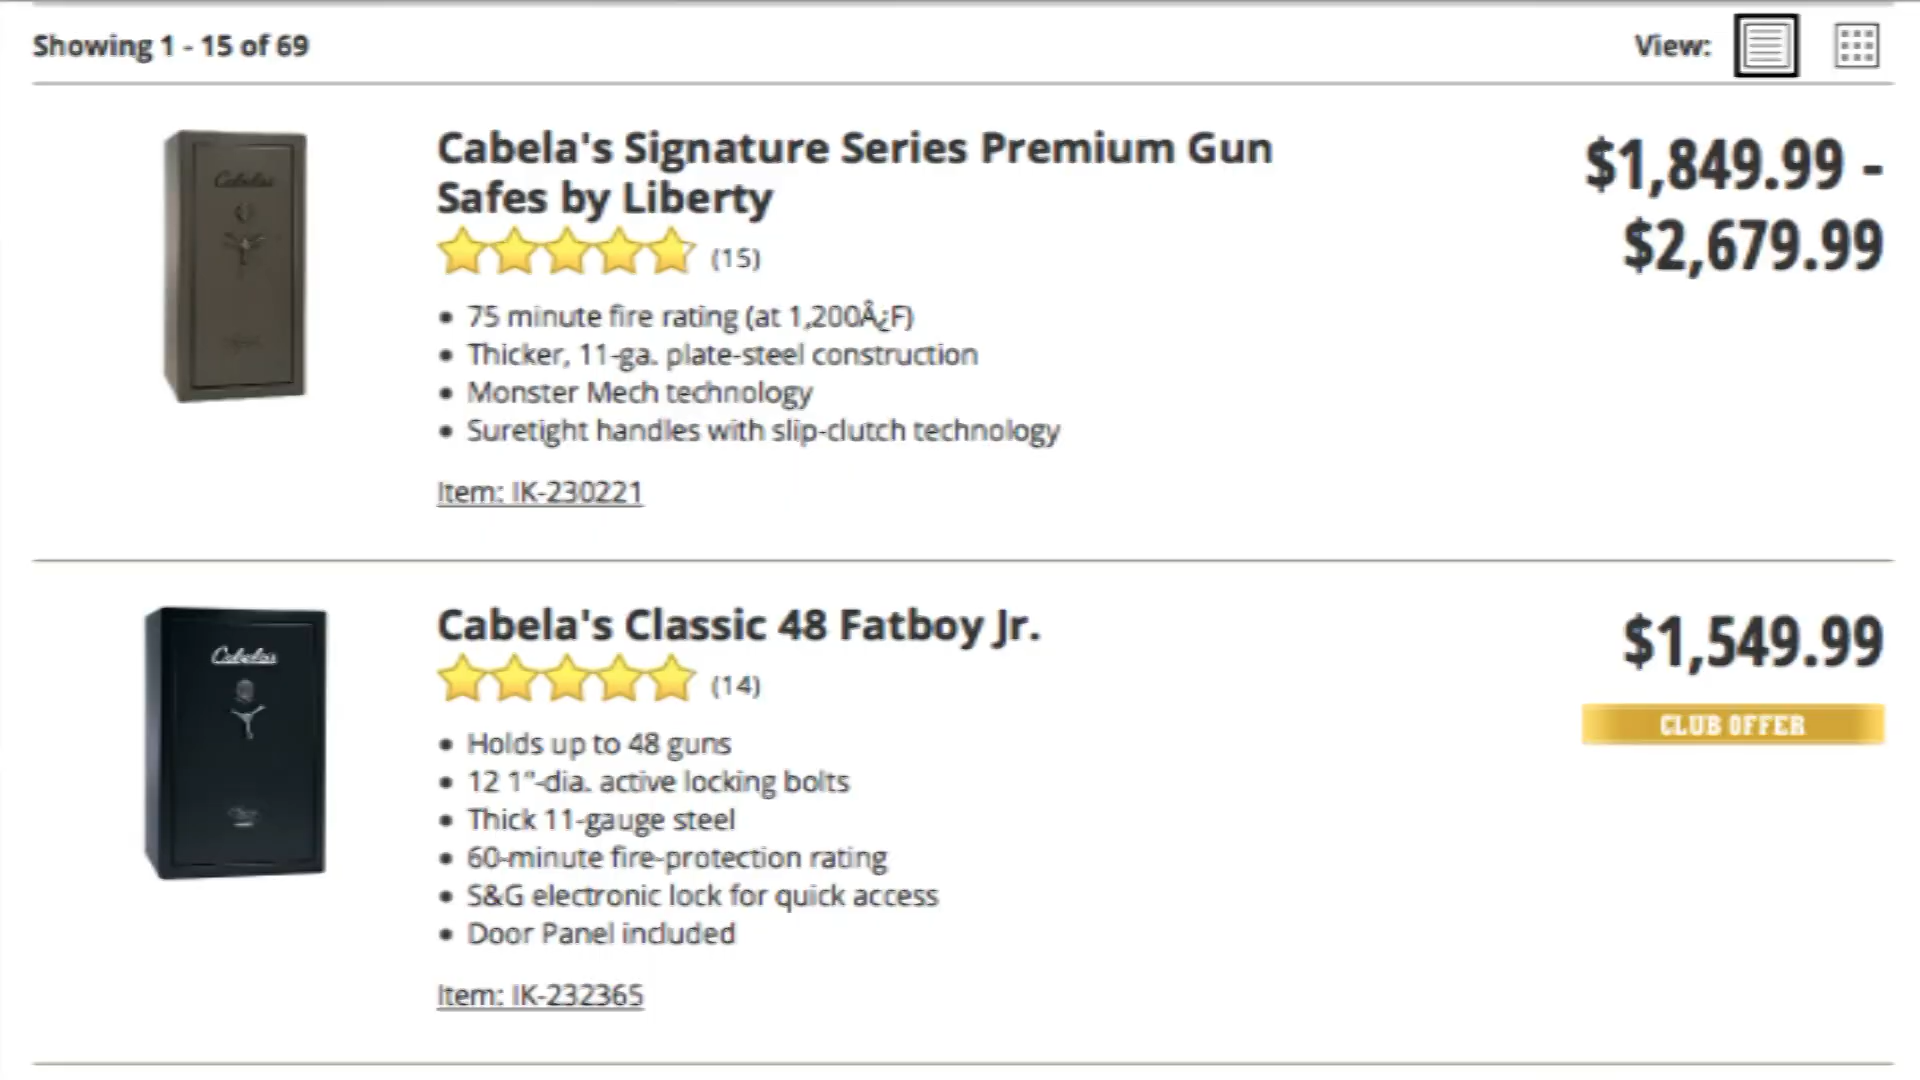 Showing 1 - 15 of 69
View:
Cabela's Signature Series Premium Gun
Safes by Liberty
$1,849.99 -
$2,679.99
(15)
• 75 minute fire rating (at 1,200Â¿F)
• Thicker, 11-ga. plate-steel construction
• Monster Mech technology
• Suretight handles with slip-clutch technology
Item: IK-230221
Cabela's
Cabela's Classic 48 Fatboy Jr.
$1,549.99
(14)
CLUB OFFER
• Holds up to 48 guns
• 12 1"-dia. active locking bolts
• Thick 11-gauge steel
• 60-minute fire-protection rating
• S&G electronic lock for quick access
• Door Panel included
Item: IK-232365
Cabela's